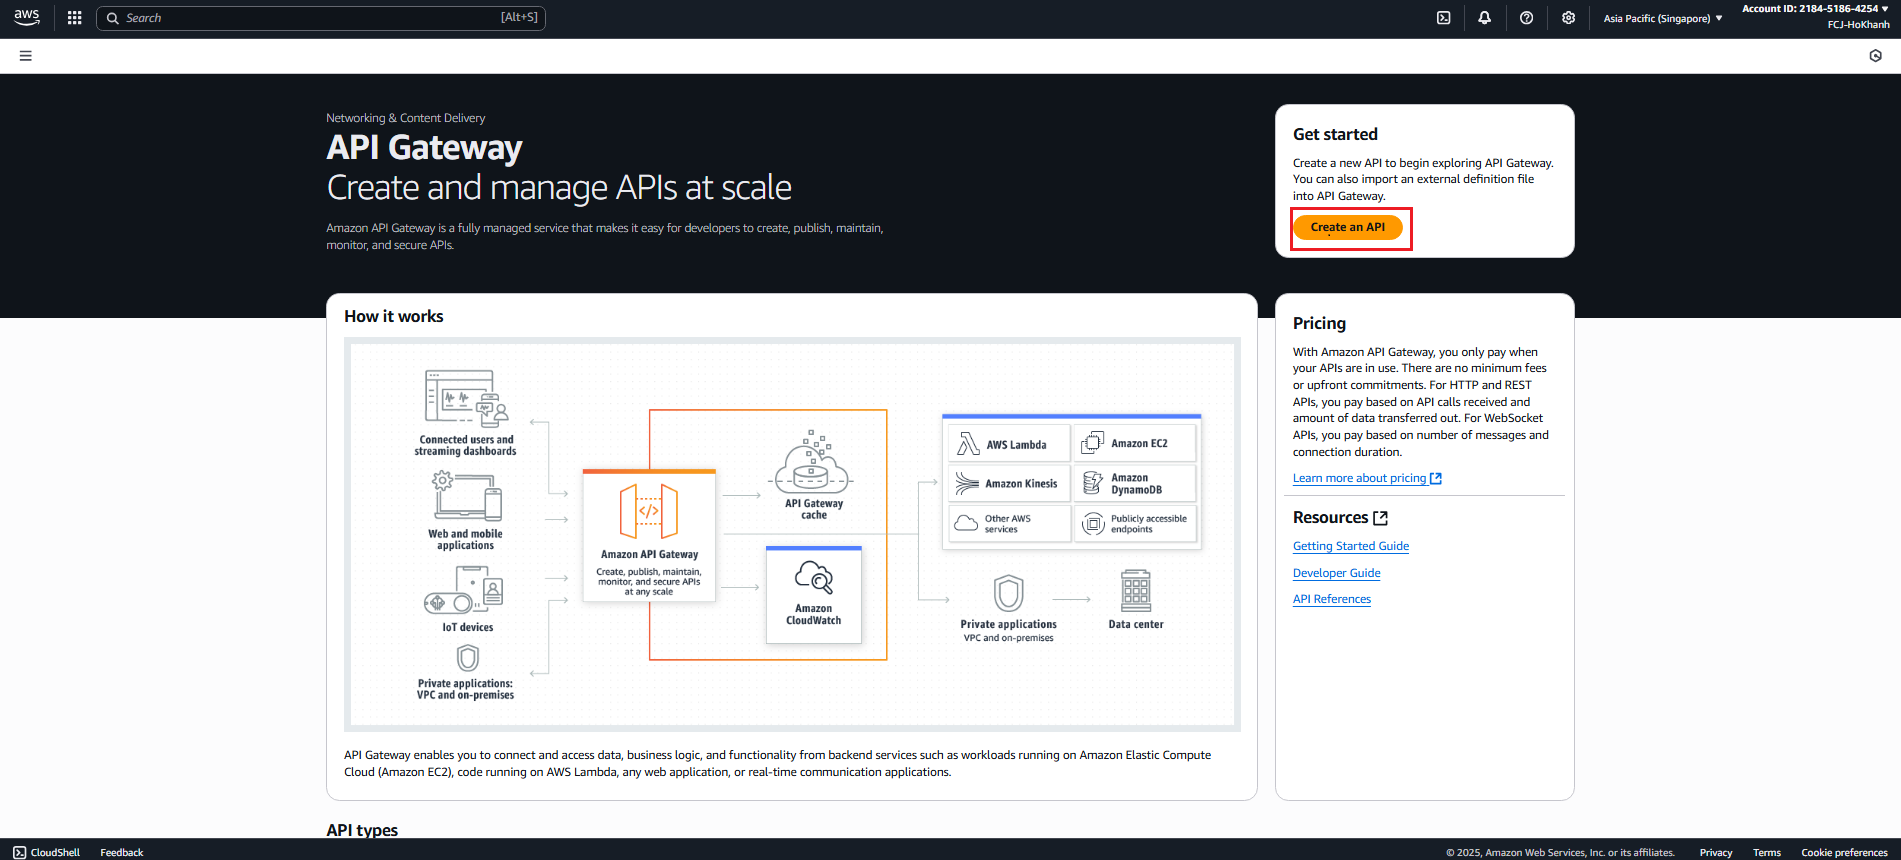 aws
Search
[Alt+S]
Asia Pacific (Singapore)
Account ID: 2184-5186-4254
FCJ-HoKhanh
Networking & Content Delivery
API Gateway
Create and manage APIs at scale
Amazon API Gateway is a fully managed service that makes it easy for developers to create, publish, maintain,
monitor, and secure APIs.
Get started
Create a new API to begin exploring API Gateway.
You can also import an external definition file
into API Gateway.
Create an API
How it works
Connected users and
streaming dashboards
Web and mobile
applications
IoT devices
Private applications:
VPC and on-premises
Amazon API Gateway
Create, publish, maintain,
monitor, and secure APIs
at any scale
API Gateway
cache
Amazon
CloudWatch
AWS Lambda
Amazon EC2
Amazon Kinesis
Amazon
DynamoDB
Other AWS
services
Publicly accessible
endpoints
Private applications
VPC and on-premises
Data center
API Gateway enables you to connect and access data, business logic, and functionality from backend services such as workloads running on Amazon Elastic Compute
Cloud (Amazon EC2), code running on AWS Lambda, any web application, or real-time communication applications.
Pricing
With Amazon API Gateway, you only pay when
your APIs are in use. There are no minimum fees
or upfront commitments. For HTTP and REST
APIs, you pay based on API calls received and
amount of data transferred out. For WebSocket
APIs, you pay based on number of messages and
connection duration.
Learn more about pricing
Resources
Getting Started Guide
Developer Guide
API References
API types
CloudShell
Feedback
© 2025, Amazon Web Services, Inc. or its affiliates.
Privacy
Terms
Cookie preferences